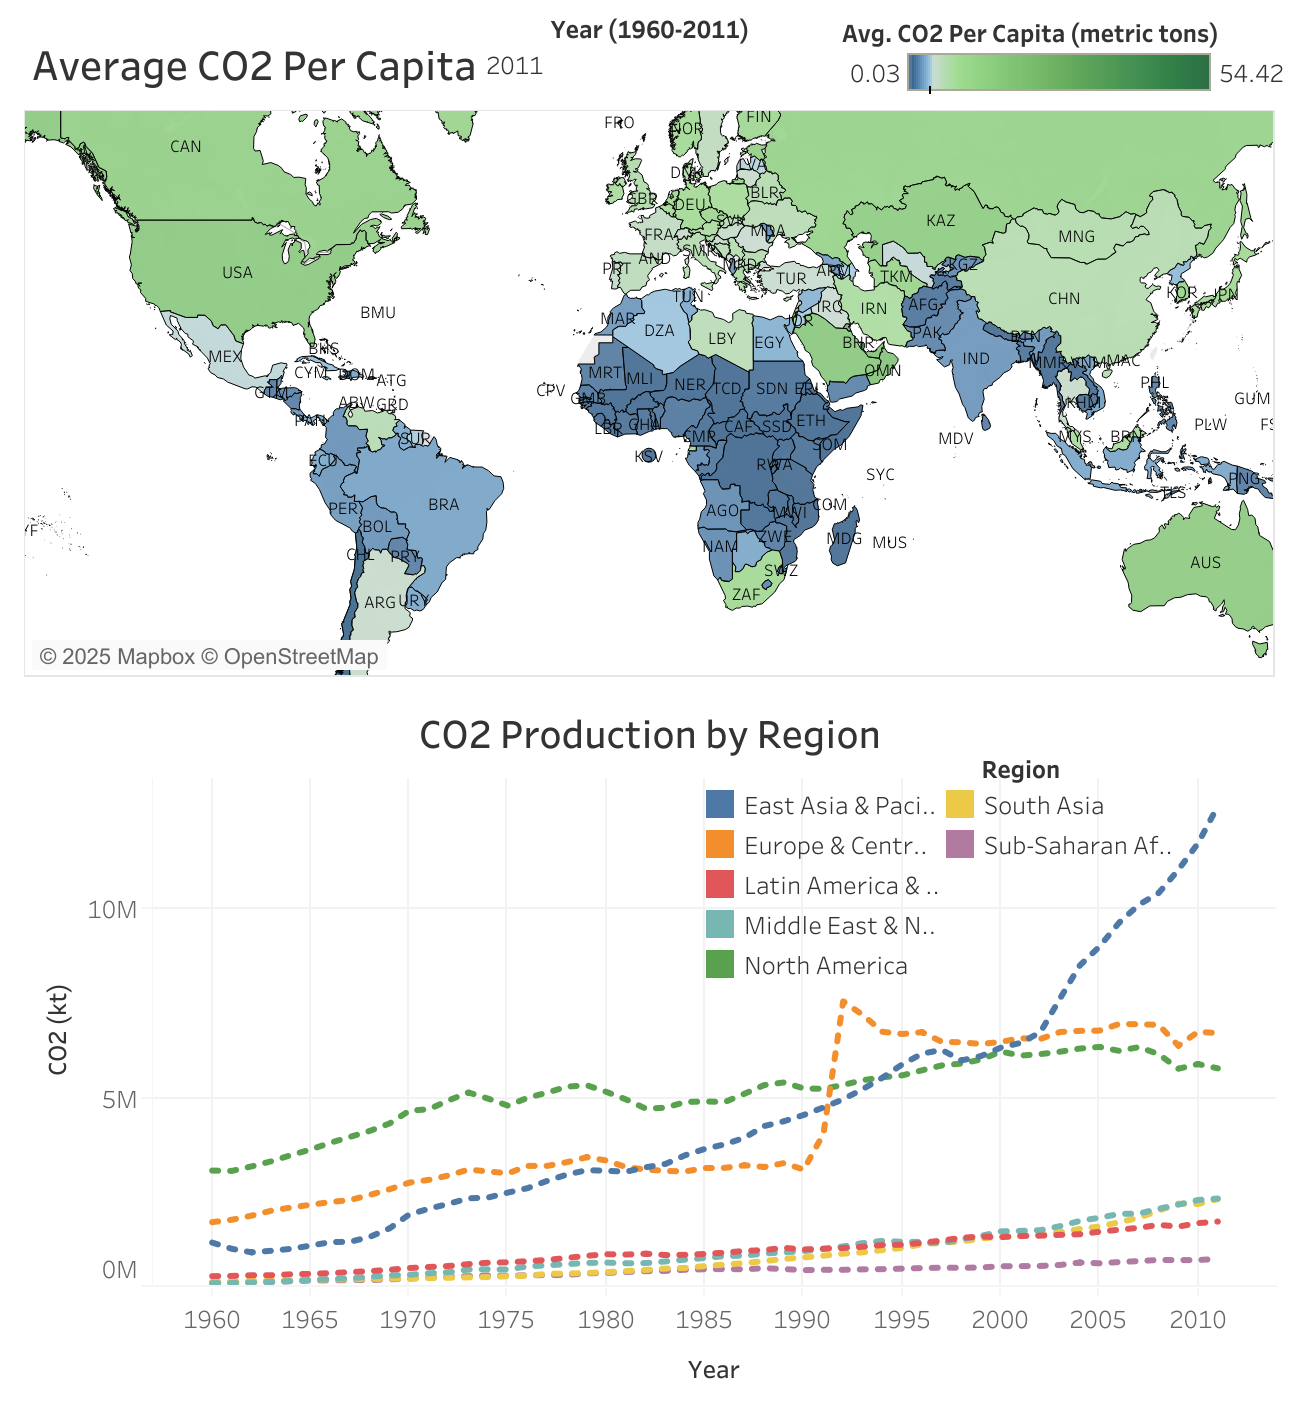 Year (1960-2011)
Avg. CO2 Per Capita (metric tons)
Average CO2 Per Capita 2011
0.03
54.42
FRO
NOR
FIN
CAN
DNK
LVA
GBR
DEU
BLR
SVK
KAZ
FRA
MDA
MNG
AND
SMR
PRT
MKD
USA
TUR
ARM
TKM
KGZ
TUN
CHN
BMU
MAR
DZA
LBY
EGY
JOR
IRQ
IRN
AFG
KOR
JPN
BHS
MEX
BHR
PAK
BTN
IND
MMR
VNM
MAC
CYM
DOM
ATG
OMN
MRT
MLI
NER
TCD
SDN
ERI
PHL
GTM
CPV
GMB
KHM
GUM
ABW
GRD
PAN
LBR
GHA
CMR
CAF
SSD
ETH
SOM
MDV
MYS
BRN
PLW
FS
SUR
ECU
KSV
RWA
SYC
PNG
TLS
PER
BRA
AGO
MWI
COM
BOL
YF
CHL
PRY
NAM
ZWE
MDG
MUS
SWZ
AUS
ARG
URY
ZAF
© 2025 Mapbox © OpenStreetMap
CO2 Production by Region
Region
East Asia & Paci..
South Asia
Europe & Centr..
Sub-Saharan Af..
Latin America & ..
Middle East & N..
North America
10M
5M
0M
CO2 (kt)
1960 1965 1970 1975 1980 1985 1990 1995 2000 2005 2010
Year